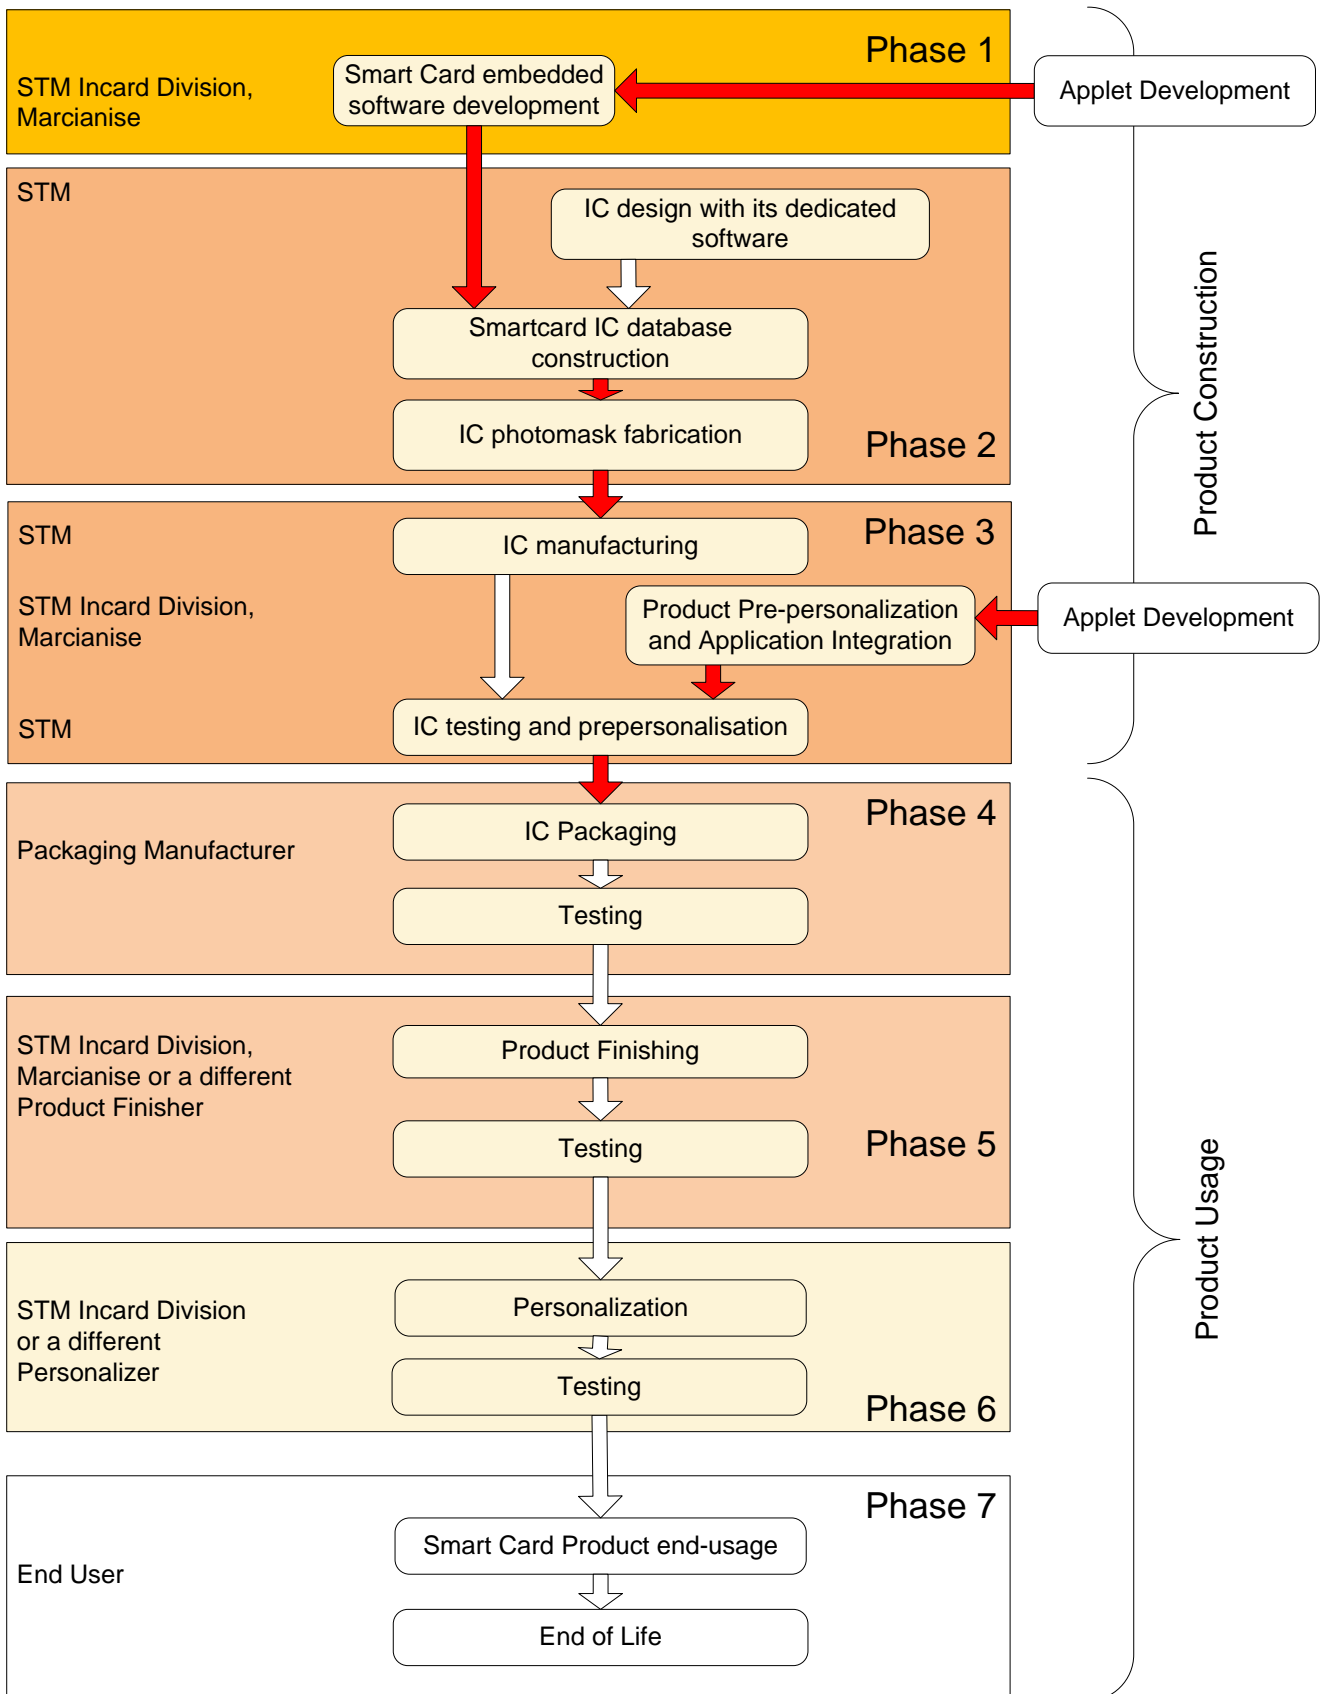 Phase 1
STM Incard Division,
Marcianise
Smart Card embedded
software development
Applet Development
STM
IC design with its dedicated
software
Smartcard IC database
construction
IC photomask fabrication
Phase 2
Product Construction
STM
Phase 3
IC manufacturing
STM Incard Division,
Marcianise
Product Pre-personalization
and Application Integration
Applet Development
STM
IC testing and prepersonalisation
Phase 4
Packaging Manufacturer
IC Packaging
Testing
STM Incard Division,
Marcianise or a different
Product Finisher
Product Finishing
Testing
Phase 5
Product Usage
STM Incard Division
or a different
Personalizer
Personalization
Testing
Phase 6
Phase 7
End User
Smart Card Product end-usage
End of Life